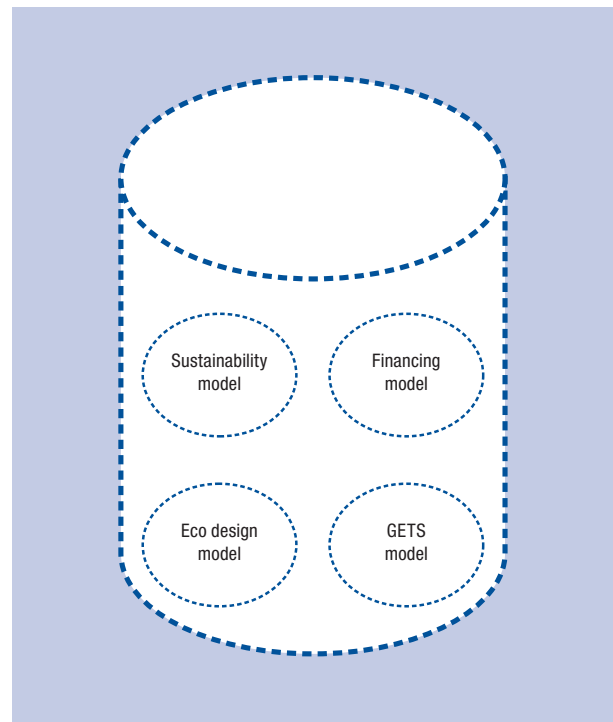 Sustainability
model
Financing
model
Eco design
model
GETS
model